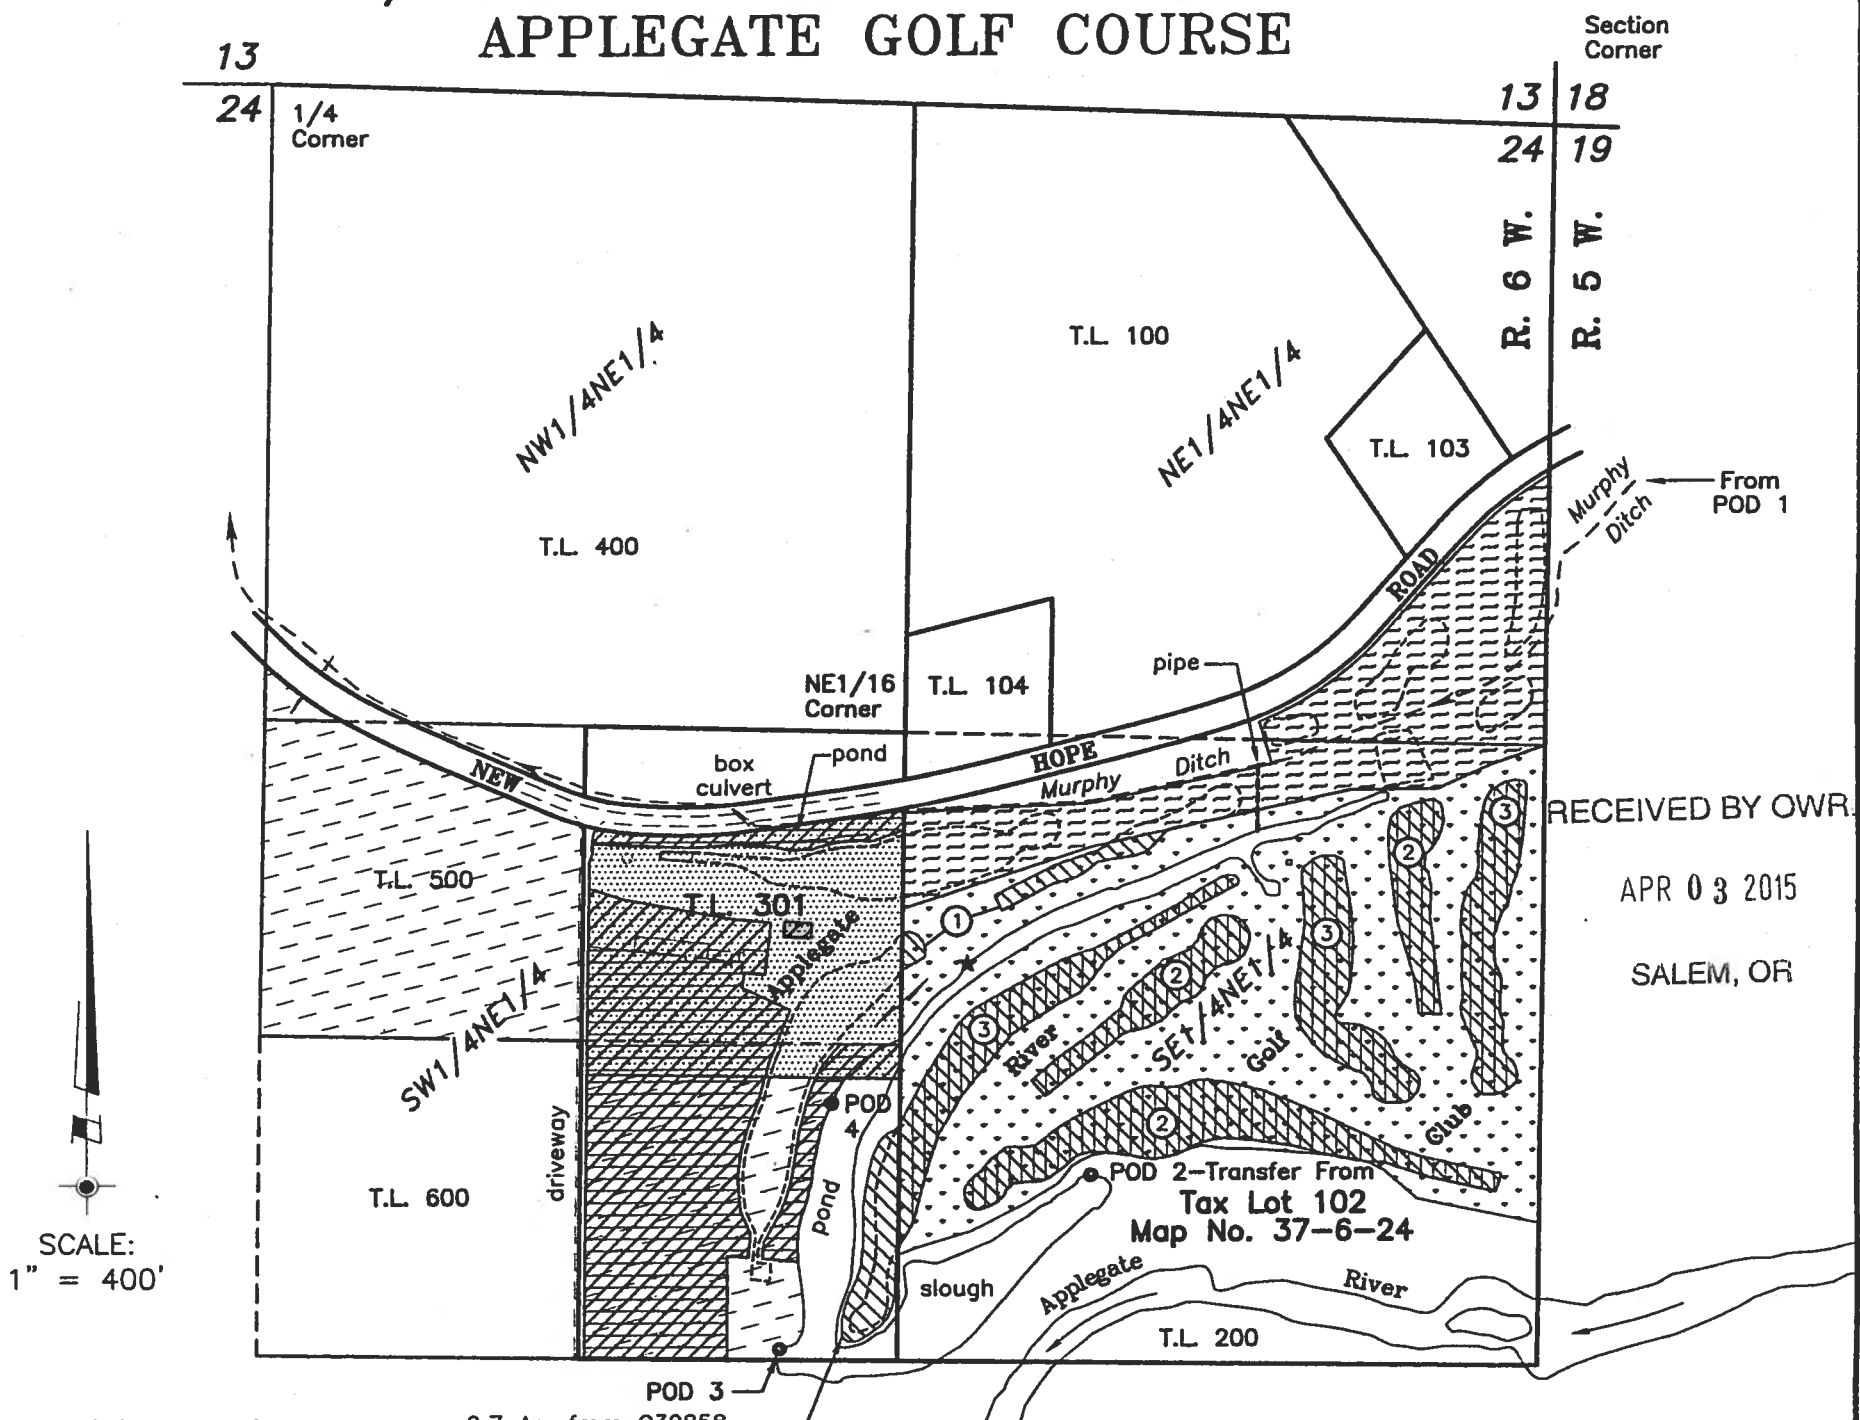 APPLEGATE GOLF COURSE
Section
Corner
13
24
1/4
Corner
13
18
24
19
R. 6 W.
R. 5 W.
T.L. 100
NW1/4NE1/4
NE1/4NE1/4
T.L. 103
Murphy
Ditch
From
POD 1
T.L. 400
ROAD
pipe
NE1/16
Corner
T.L. 104
box
culvert
pond
HOPE
Murphy
Ditch
NEW
RECEIVED BY OWR
APR 03 2015
SALEM, OR
3
2
T.L. 500
T.L. 301
1
Applegate
3
2
3
River
SE1/4NE1/4
Golf
Club
SW1/4NE1/4
POD
4
2
driveway
T.L. 600
pond
POD 2-Transfer From
Tax Lot 102
Map No. 37-6-24
SCALE:
1" = 400'
slough
Applegate
River
2
T.L. 200
POD 3